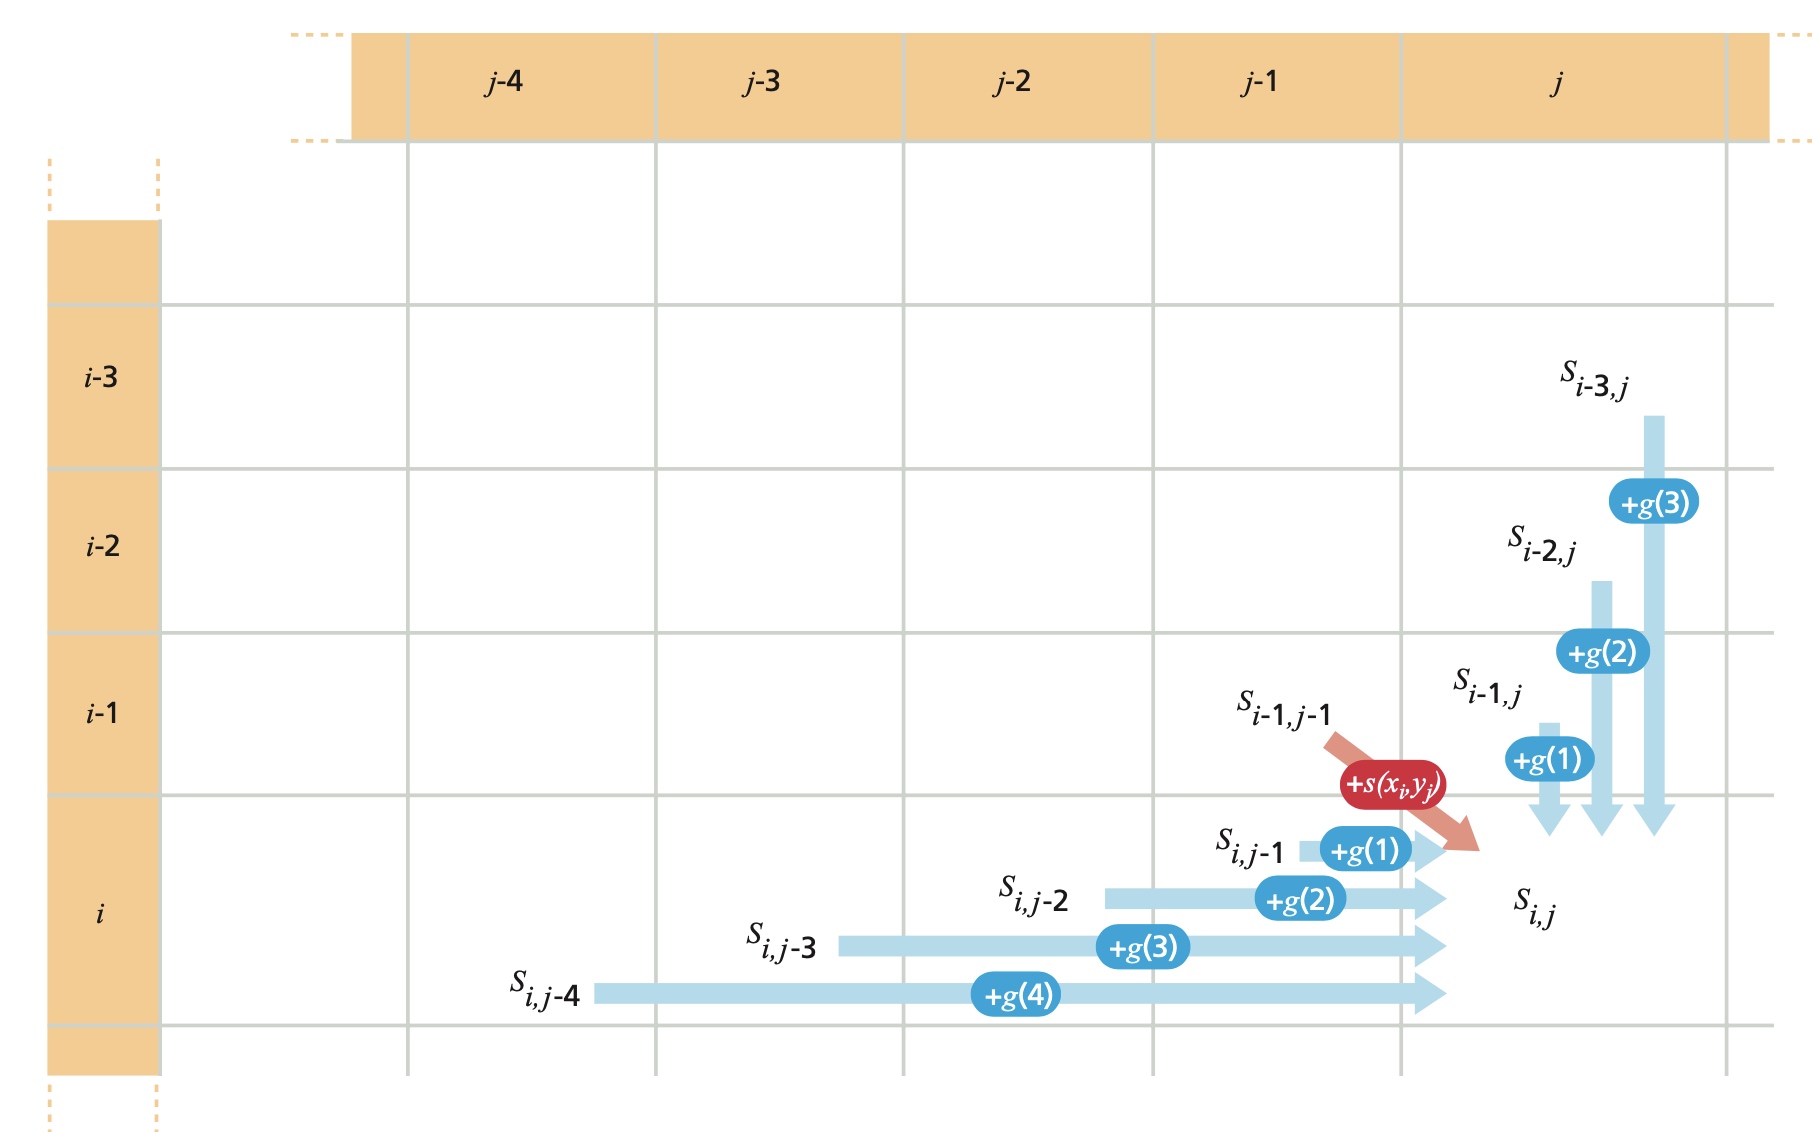 j-4 j-3 j-2 j-1 j
i-3
S_{i-3,j}
+g(3)
i-2
S_{i-2,j}
+g(2)
i-1
S_{i-1,j}
S_{i-1,j-1}
+g(1)
+s(x_i,y_j)
S_{i,j-1} +g(1)
S_{i,j-2} +g(2)
i
S_{i,j}
S_{i,j-3} +g(3)
S_{i,j-4} +g(4)